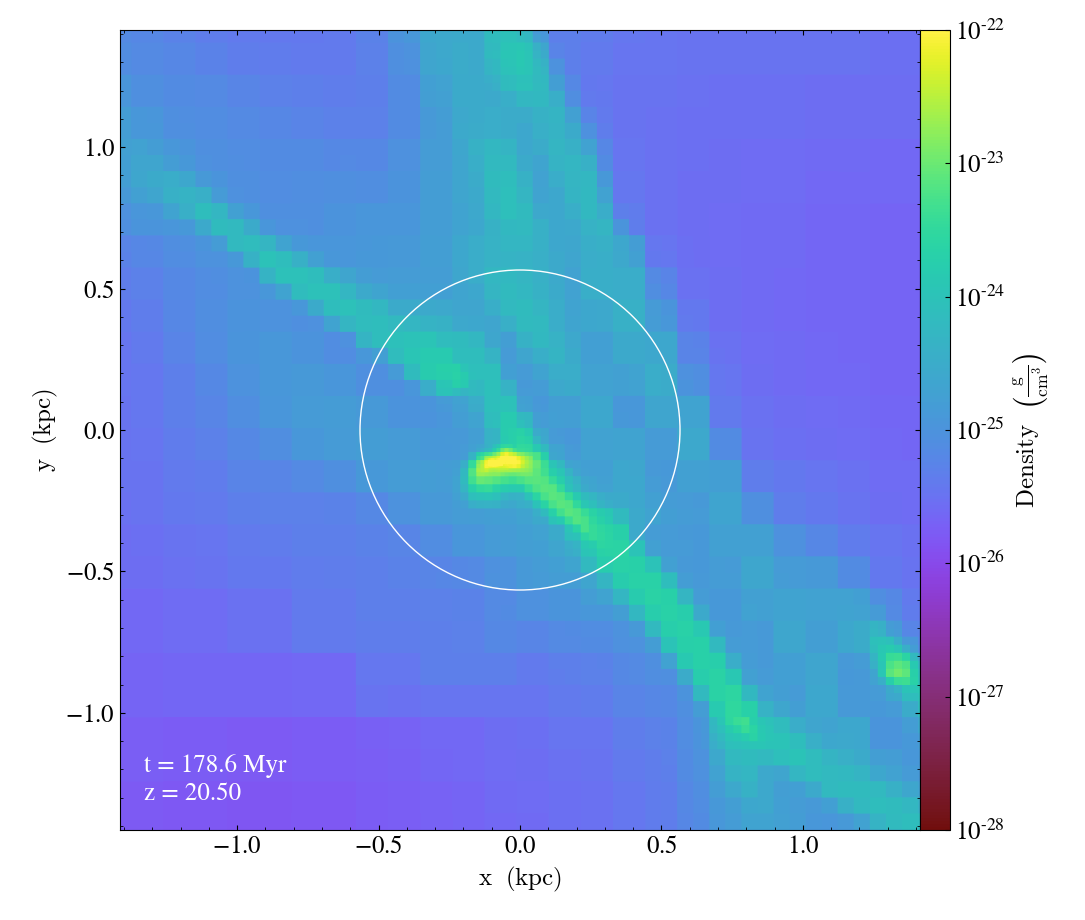 10^-22
10^-23
10^-24
10^-25
10^-26
10^-27
10^-28
Density (g/cm^3)
1.0
0.5
0.0
−0.5
−1.0
y (kpc)
t = 178.6 Myr
z = 20.50
−1.0 −0.5 0.0 0.5 1.0
x (kpc)